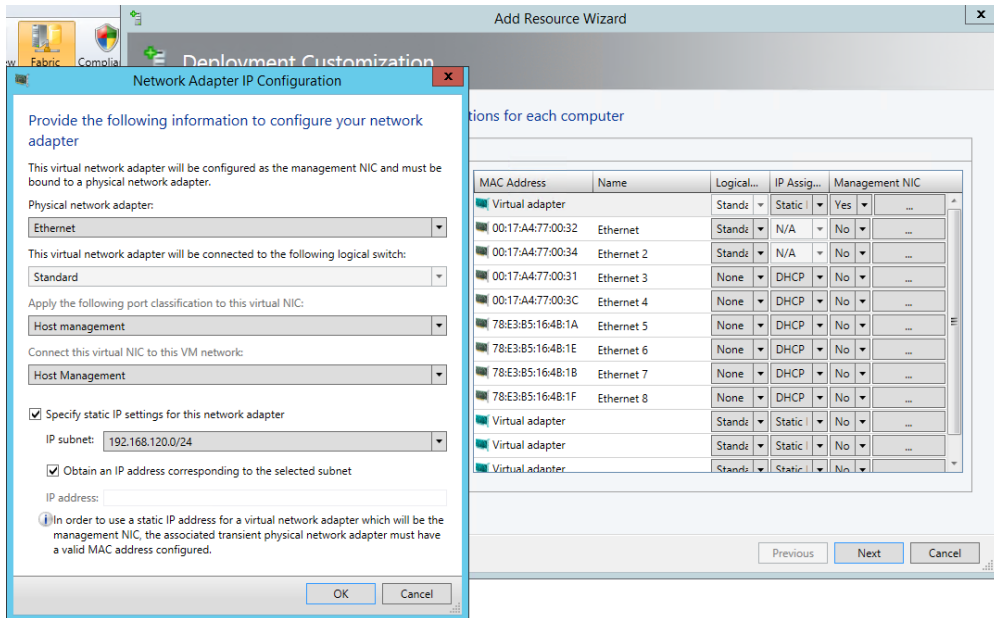 Add Resource Wizard
x
Fabric
Deployment Customization
Network Adapter IP Configuration
x
Provide the following information to configure your network
adapter
This virtual network adapter will be configured as the management NIC and must be
bound to a physical network adapter.
Physical network adapter:
Ethernet
This virtual network adapter will be connected to the following logical switch:
Standard
Apply the following port classification to this virtual NIC:
Host management
Connect this virtual NIC to this VM network:
Host Management
Specify static IP settings for this network adapter
IP subnet: 192.168.120.0/24
Obtain an IP address corresponding to the selected subnet
IP address:
In order to use a static IP address for a virtual network adapter which will be the
management NIC, the associated transient physical network adapter must have
a valid MAC address configured.
OK Cancel
tions for each computer
MAC Address Name Logical... IP Assig... Management NIC
Virtual adapter Standa Static Yes ...
00:17:A4:77:00:32 Ethernet Standa N/A No ...
00:17:A4:77:00:34 Ethernet 2 Standa N/A No ...
00:17:A4:77:00:31 Ethernet 3 None DHCP No ...
00:17:A4:77:00:3C Ethernet 4 None DHCP No ...
78:E3:B5:16:4B:1A Ethernet 5 None DHCP No ...
78:E3:B5:16:4B:1E Ethernet 6 None DHCP No ...
78:E3:B5:16:4B:1B Ethernet 7 None DHCP No ...
78:E3:B5:16:4B:1F Ethernet 8 None DHCP No ...
Virtual adapter Standa Static No ...
Virtual adapter Standa Static No ...
Virtual adapter Standa Static No ...
Previous Next Cancel